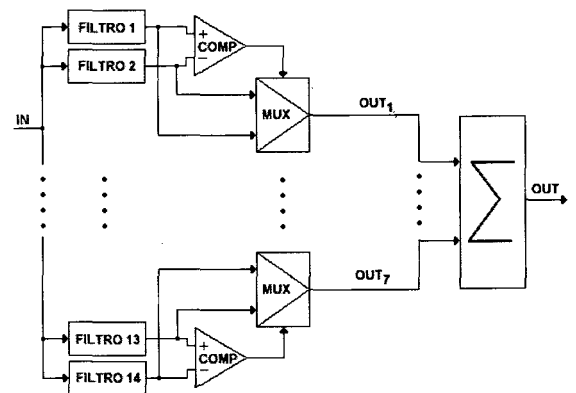 FILTRO 1
+
COMP
−
FILTRO 2
MUX
OUT1
IN
Σ
OUT
MUX
OUT7
FILTRO 13
+
COMP
−
FILTRO 14